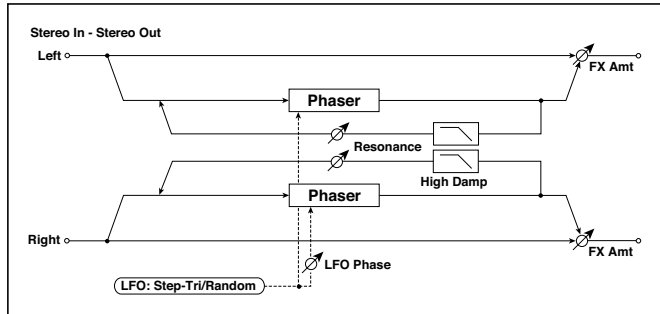 Stereo In - Stereo Out
Left
FX Amt
Phaser
Resonance
High Damp
Phaser
Right
FX Amt
LFO Phase
LFO: Step-Tri/Random